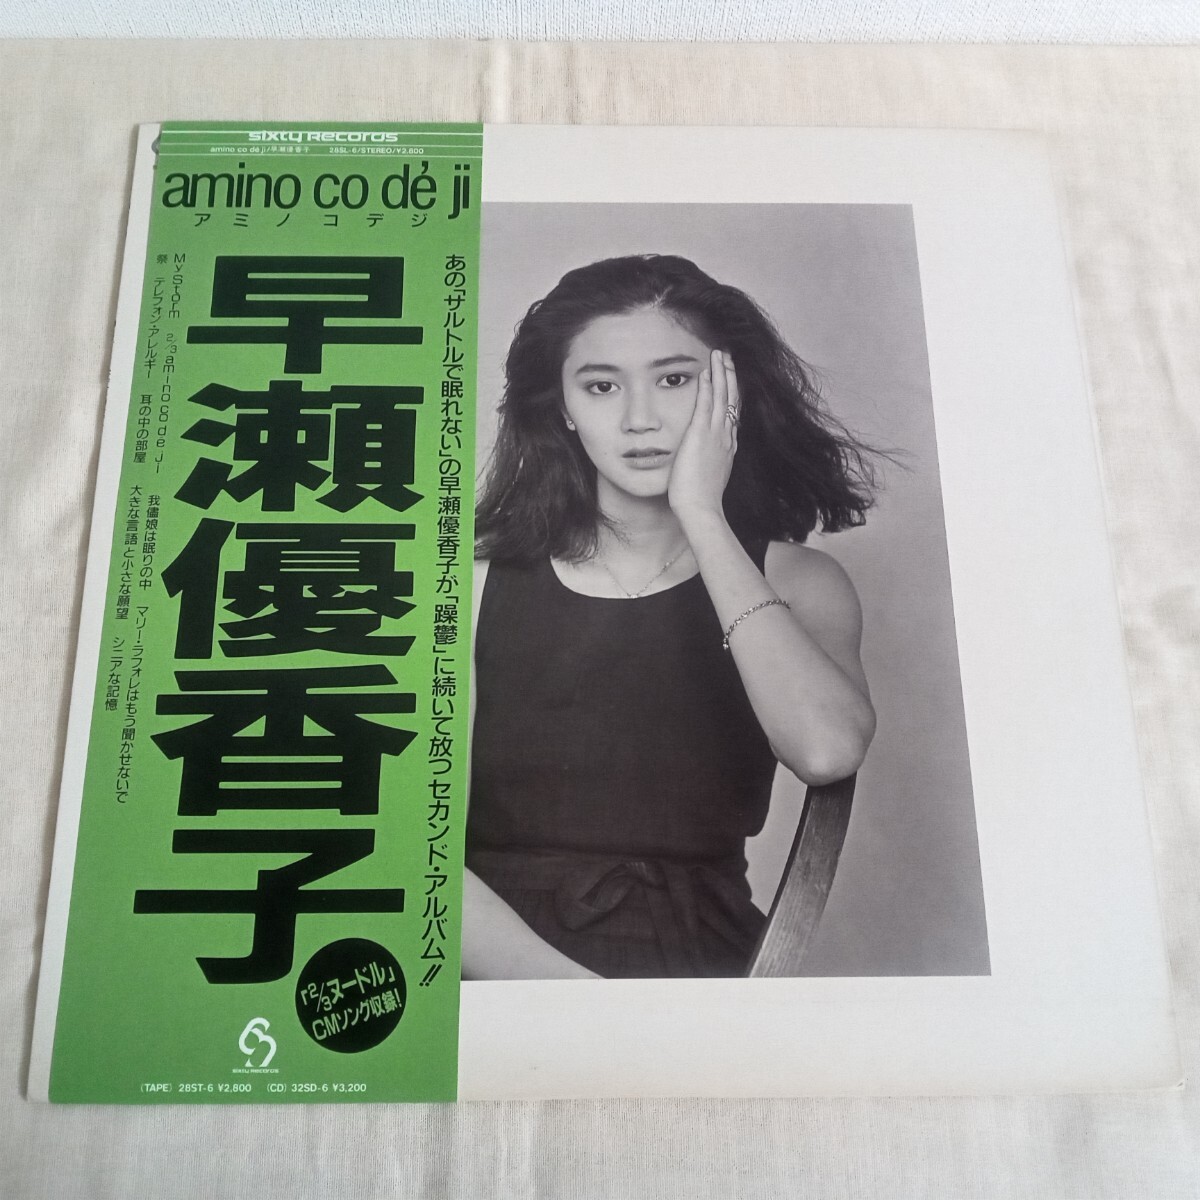 sixty Records
amino co de ji/早瀬優香子 28SL-6/STEREO/¥2,800
amino co dé ji
アミノコデジ
あの「サルトルで眠れない」の早瀬優香子が「躁鬱」に続いて放つセカンド・アルバム!!
早瀬優香子
My Storm 2/3 amino co de ji 我儘娘は眠りの中 マリー・ラフォレはもう聞かせないで
祭 テレフォン・アレルギー 耳の中の部屋 大きな言語と小さな願望 シニアな記憶
「2/3ヌードル」
CMソング収録!
sixty Records
(TAPE) 28ST-6 ¥2,800 (CD) 32SD-6 ¥3,200